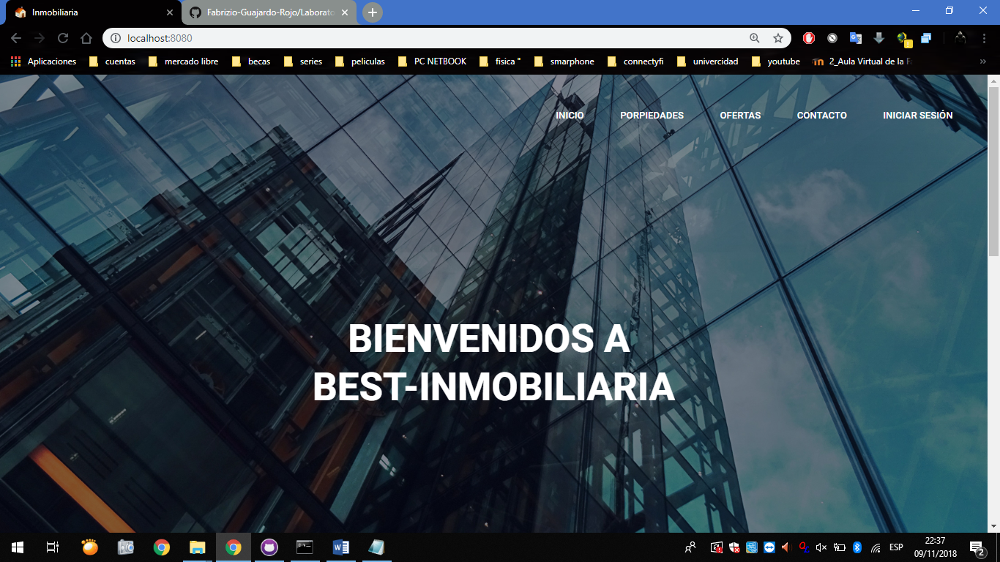 Inmobiliaria
Fabrizio-Guajardo-Rojo/Laborato
localhost:8080
Aplicaciones cuentas mercado libre becas series peliculas PC NETBOOK fisica " smarphone connectyfi univercidad youtube 2_Aula Virtual de la Fa
INICIO PORPIEDADES OFERTAS CONTACTO INICIAR SESIÓN
BIENVENIDOS A
BEST-INMOBILIARIA
ESP
22:37
09/11/2018
2